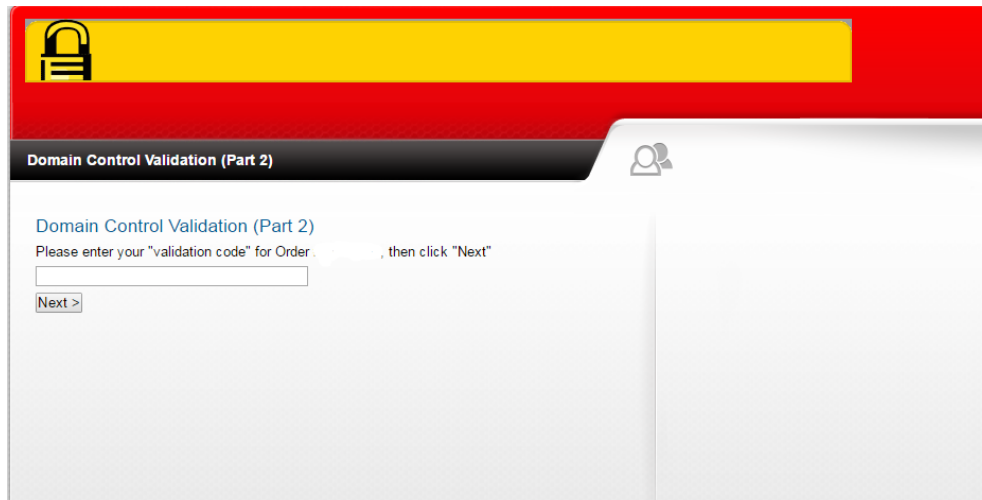 Domain Control Validation (Part 2)
Domain Control Validation (Part 2)
Please enter your "validation code" for Order , then click "Next"
Next >